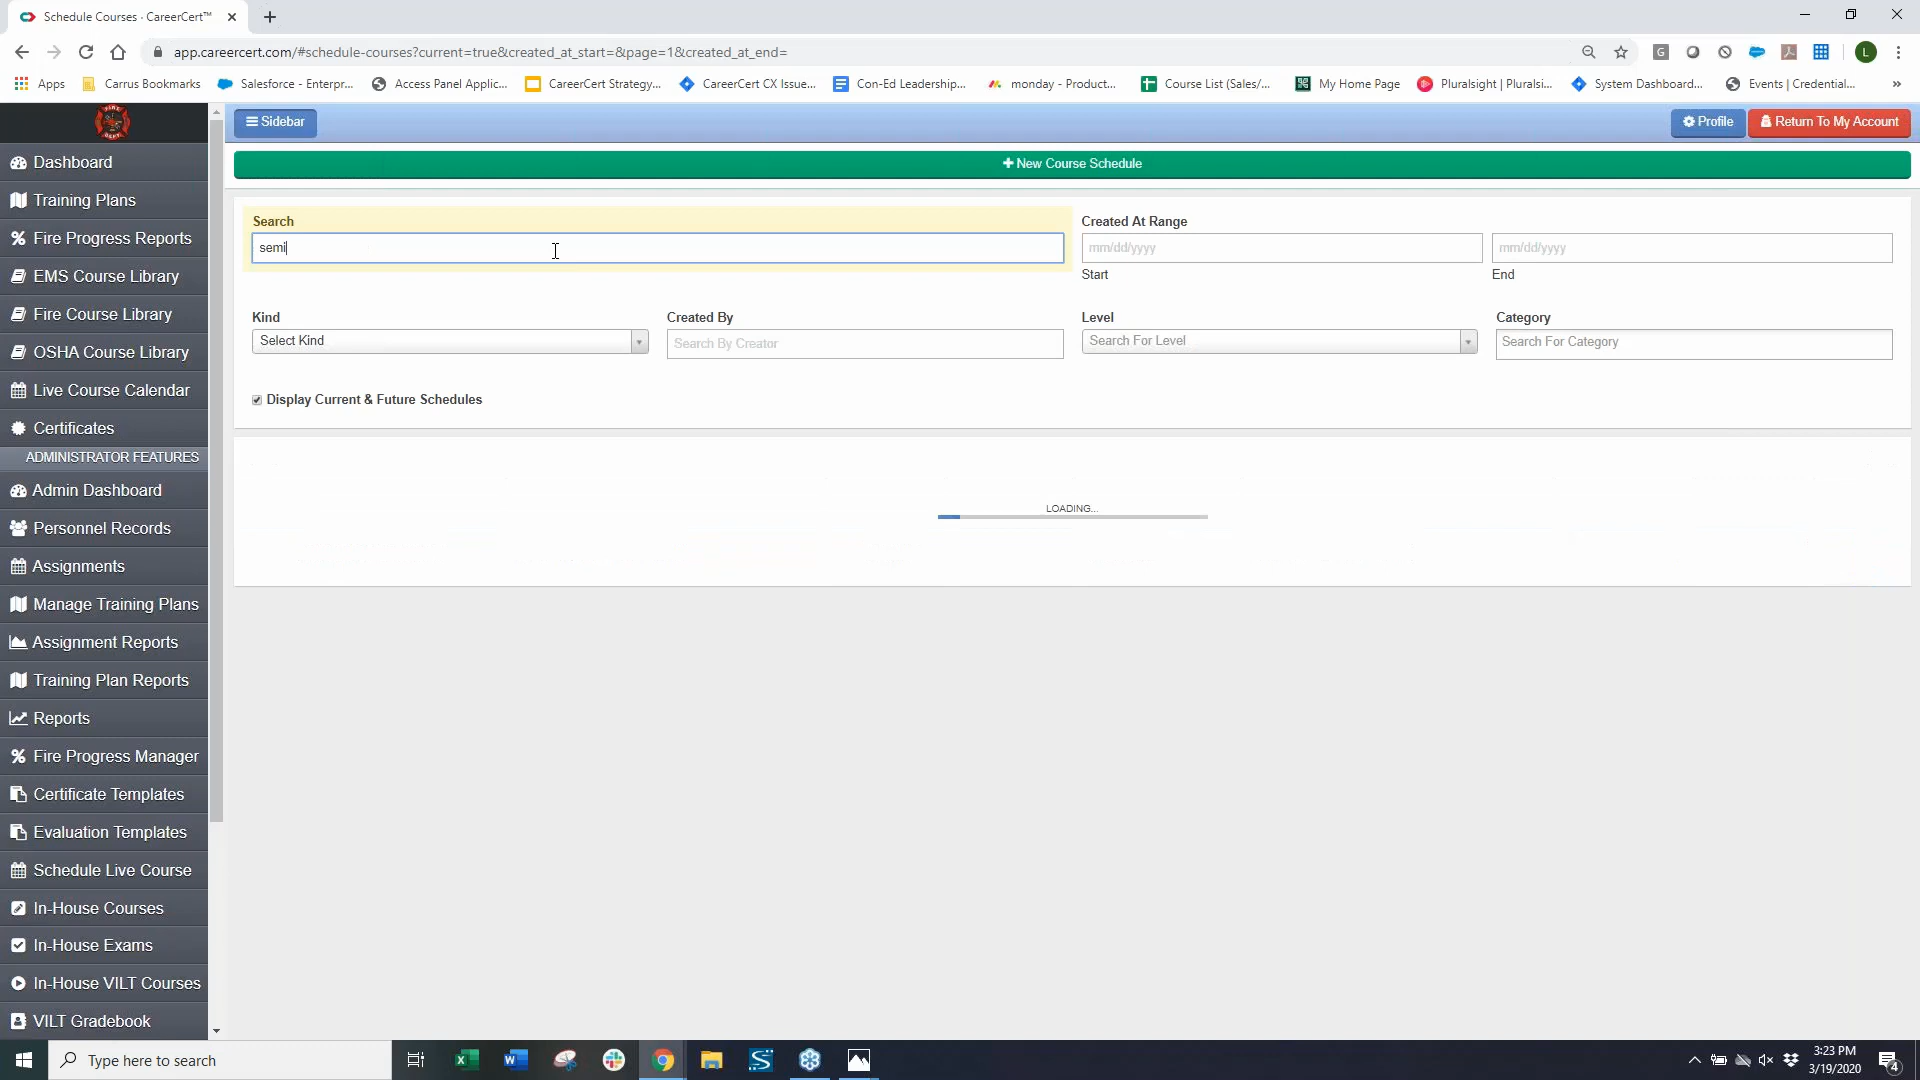 Schedule Courses - CareerCert™
app.careercert.com/#schedule-courses?current=true&created_at_start=&page=1&created_at_end=
Apps
Carrus Bookmarks
Salesforce - Enterpr...
Access Panel Applic...
CareerCert Strategy...
CareerCert CX Issue...
Con-Ed Leadership...
monday - Product...
Course List (Sales/...
My Home Page
Pluralsight | Pluralsi...
System Dashboard...
Events | Credential...
»
Sidebar
Profile
Return To My Account
New Course Schedule
Dashboard
Training Plans
Fire Progress Reports
EMS Course Library
Fire Course Library
OSHA Course Library
Live Course Calendar
Certificates
ADMINISTRATOR FEATURES
Admin Dashboard
Personnel Records
Assignments
Manage Training Plans
Assignment Reports
Training Plan Reports
Reports
Fire Progress Manager
Certificate Templates
Evaluation Templates
Schedule Live Course
In-House Courses
In-House Exams
In-House VILT Courses
VILT Gradebook
Search
semi
Created At Range
mm/dd/yyyy
mm/dd/yyyy
Start
End
Kind
Select Kind
Created By
Search By Creator
Level
Search For Level
Category
Search For Category
Display Current & Future Schedules
LOADING...
Type here to search
3:23 PM
3/19/2020
4